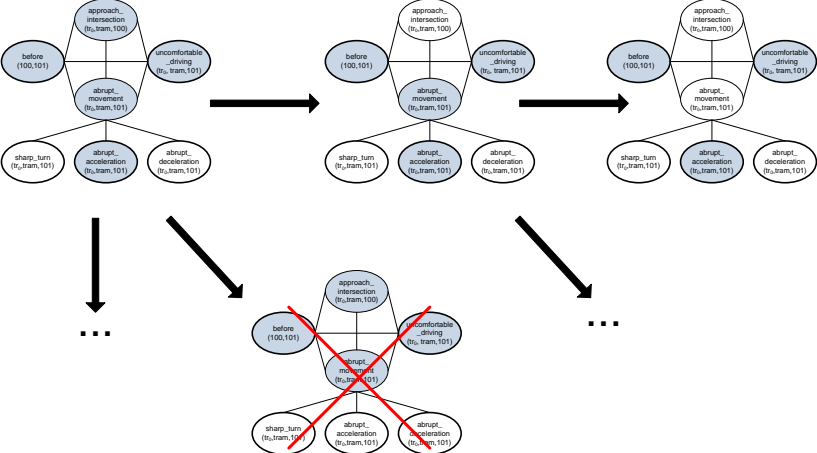 approach_
intersection
(tr₀,tram,100)
before
(100,101)
uncomfortable
_driving
(tr₀, tram,101)
abrupt_
movement
(tr₀,tram,101)
sharp_turn
(tr₀,tram,101)
abrupt_
acceleration
(tr₀,tram,101)
abrupt_
deceleration
(tr₀,tram,101)
approach_
intersection
(tr₀,tram,100)
before
(100,101)
uncomfortable
_driving
(tr₀, tram,101)
abrupt_
movement
(tr₀,tram,101)
sharp_turn
(tr₀,tram,101)
abrupt_
acceleration
(tr₀,tram,101)
abrupt_
deceleration
(tr₀,tram,101)
approach_
intersection
(tr₀,tram,100)
before
(100,101)
uncomfortable
_driving
(tr₀, tram,101)
abrupt_
movement
(tr₀,tram,101)
sharp_turn
(tr₀,tram,101)
abrupt_
acceleration
(tr₀,tram,101)
abrupt_
deceleration
(tr₀,tram,101)
...
...
approach_
intersection
(tr₀,tram,100)
before
(100,101)
uncomfortable
_driving
(tr₀, tram,101)
abrupt_
movement
(tr₀,tram,101)
sharp_turn
(tr₀,tram,101)
abrupt_
acceleration
(tr₀,tram,101)
abrupt_
deceleration
(tr₀,tram,101)